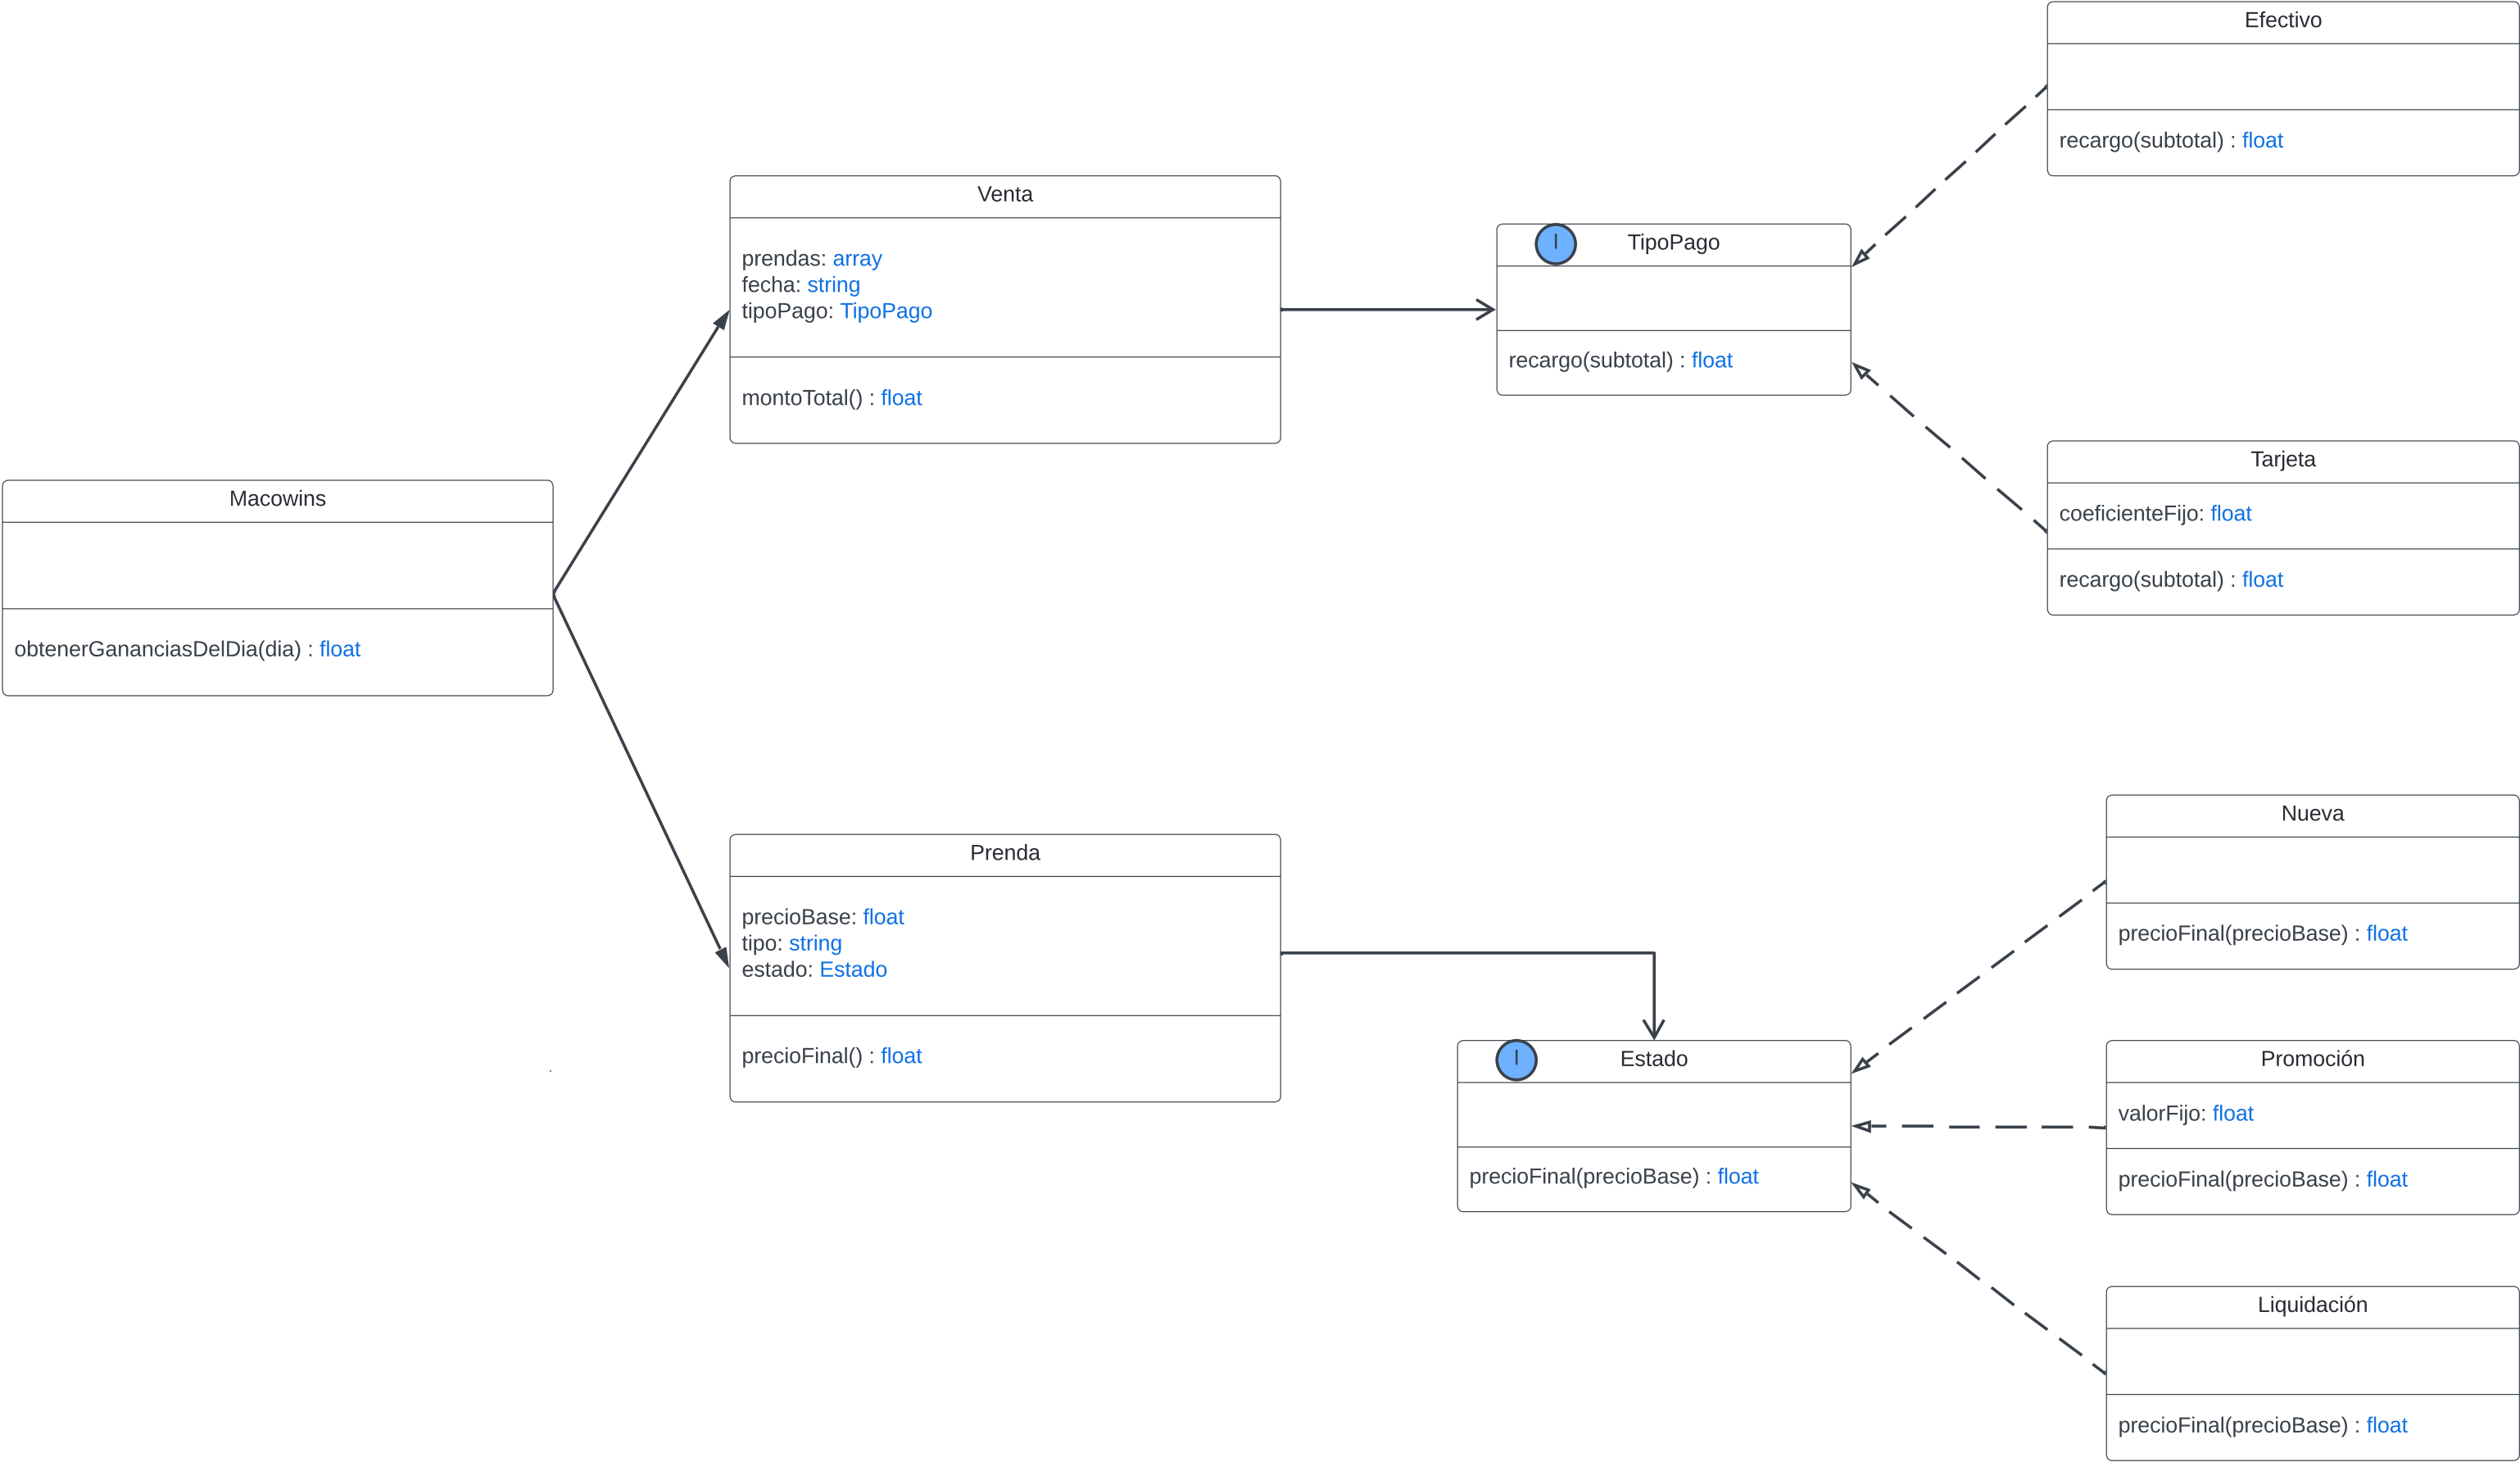 Efectivo
recargo(subtotal) : float
Venta
prendas: array
fecha: string
tipoPago: TipoPago
montoTotal() : float
I
TipoPago
recargo(subtotal) : float
Tarjeta
coeficienteFijo: float
recargo(subtotal) : float
Macowins
obtenerGananciasDelDia(dia) : float
Prenda
precioBase: float
tipo: string
estado: Estado
precioFinal() : float
Nueva
precioFinal(precioBase) : float
I
Estado
precioFinal(precioBase) : float
Promoción
valorFijo: float
precioFinal(precioBase) : float
Liquidación
precioFinal(precioBase) : float